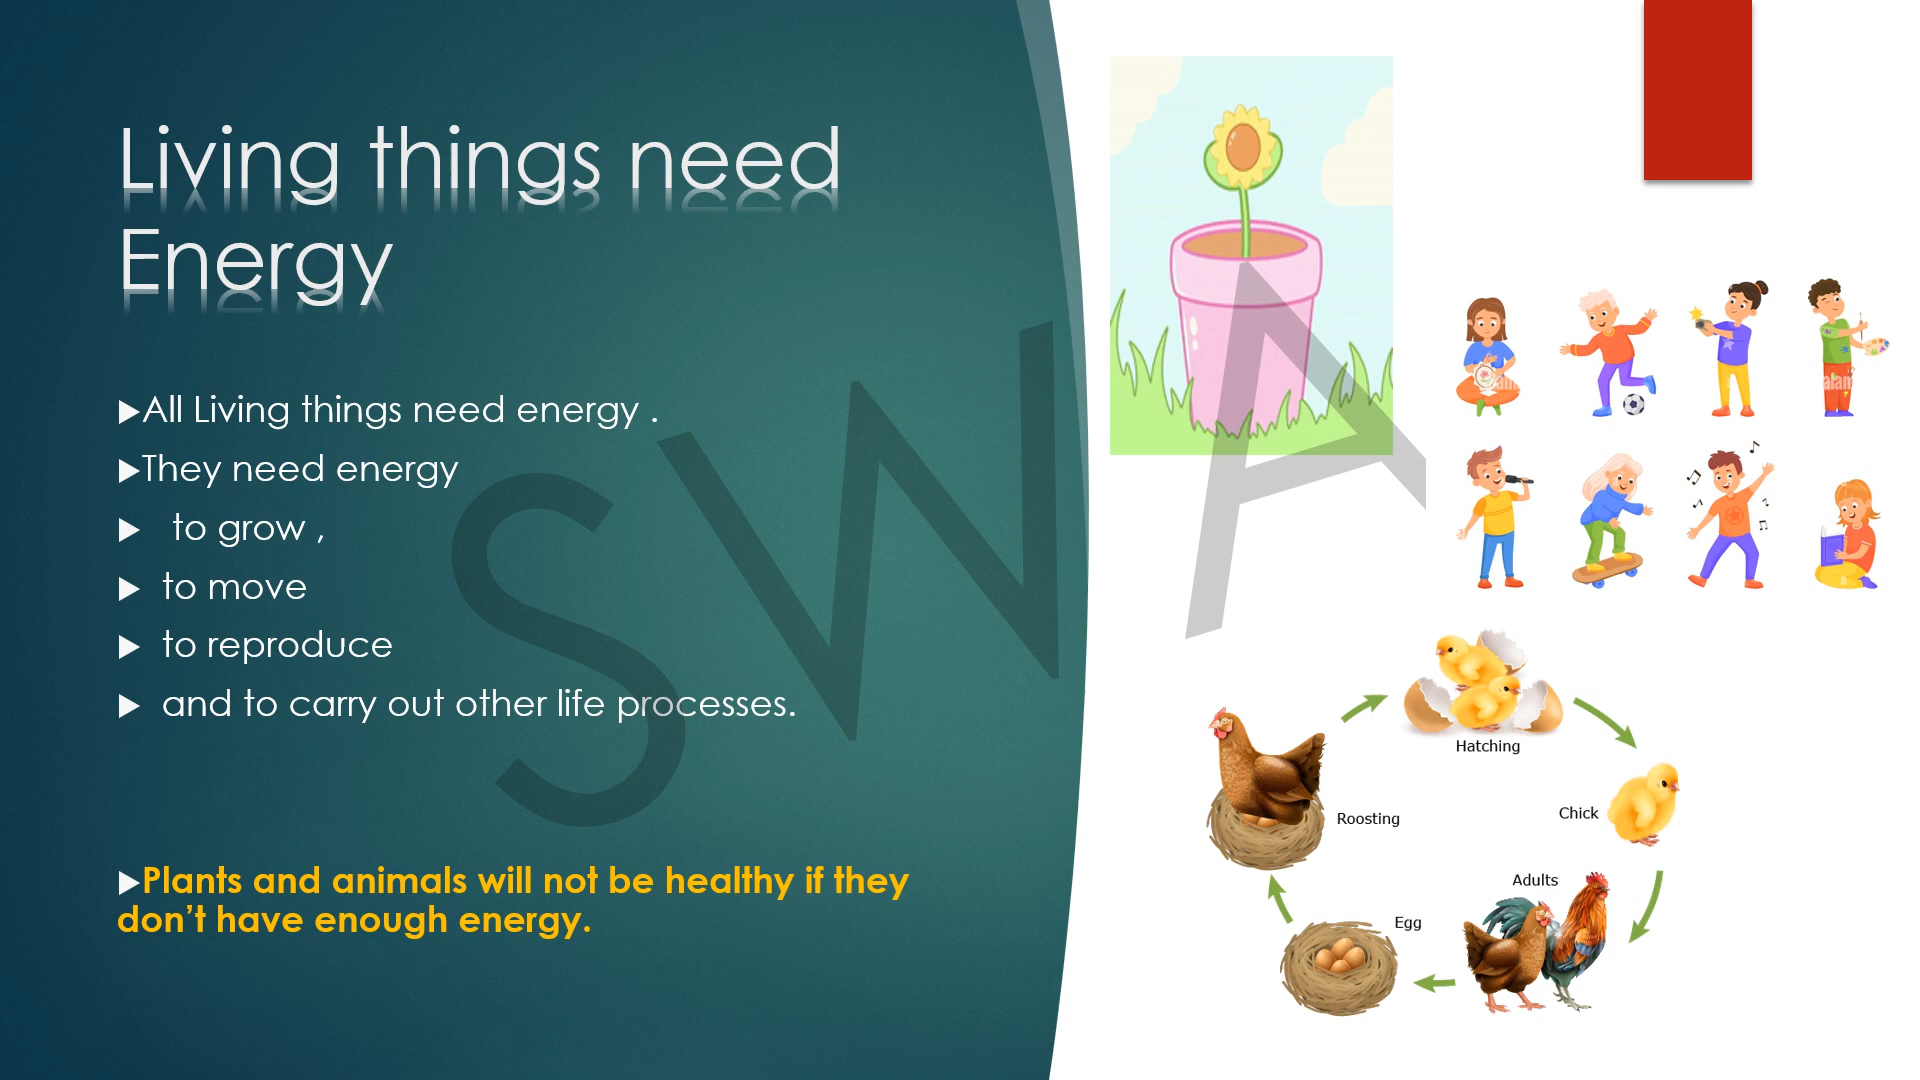 Living things need
Energy
▶All Living things need energy .
▶They need energy
▶ to grow ,
▶ to move
▶ to reproduce
▶ and to carry out other life processes.
▶Plants and animals will not be healthy if they
don’t have enough energy.
SWA
Hatching
Roosting
Chick
Adults
Egg